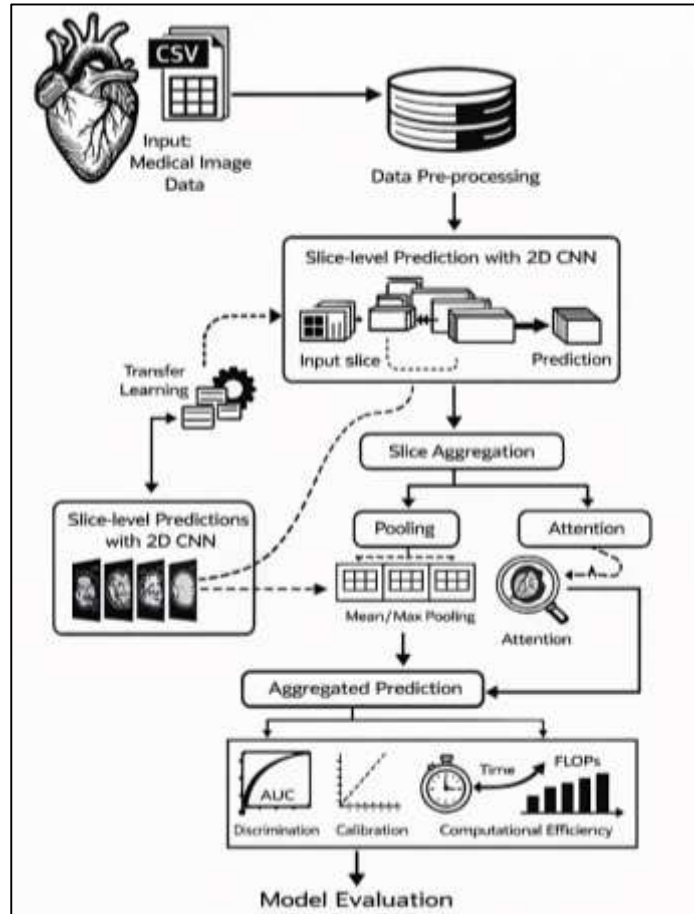 CSV
Input:
Medical Image
Data
Data Pre-processing
Slice-level Prediction with 2D CNN
Input slice
Prediction
Transfer
Learning
Slice Aggregation
Slice-level Predictions
with 2D CNN
Pooling
Attention
Mean/Max Pooling
Attention
Aggregated Prediction
AUC
Time
FLOPs
Discrimination
Calibration
Computational Efficiency
Model Evaluation